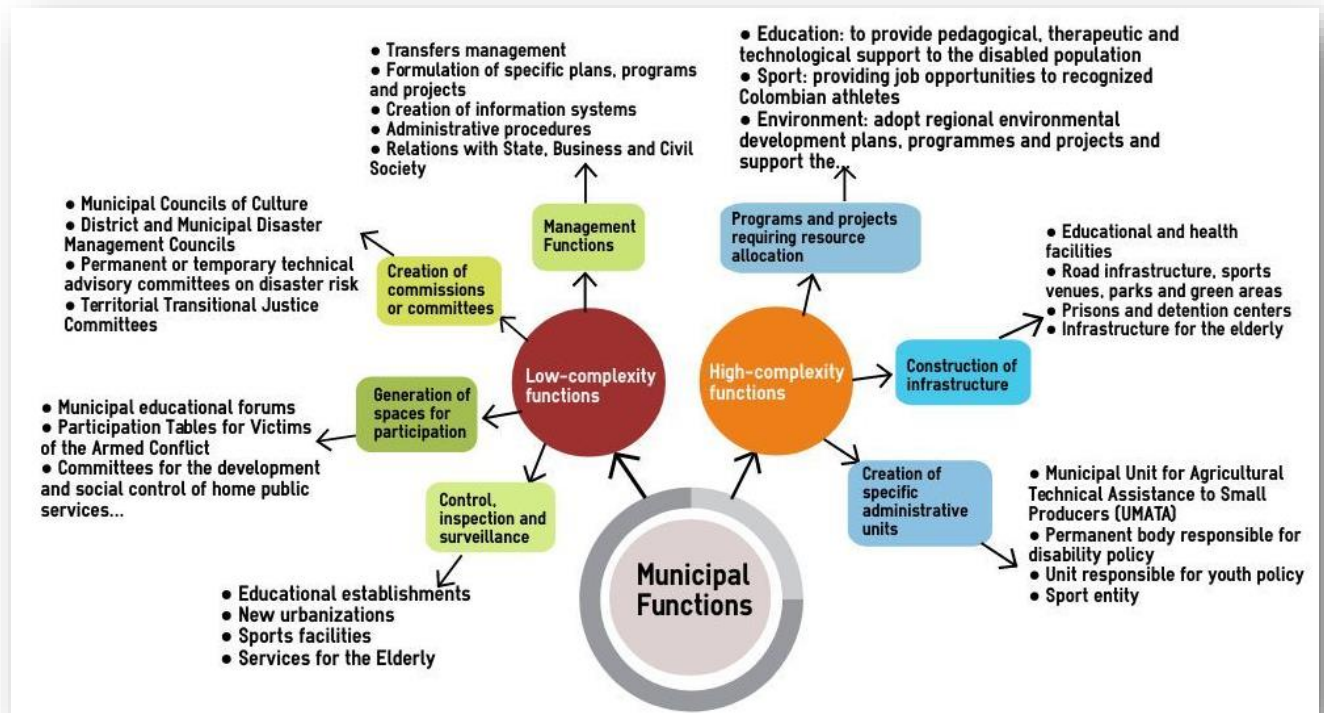 ● Transfers management
● Formulation of specific plans, programs
and projects
● Creation of information systems
● Administrative procedures
● Relations with State, Business and Civil
Society
● Education: to provide pedagogical, therapeutic and
technological support to the disabled population
● Sport: providing job opportunities to recognized
Colombian athletes
● Environment: adopt regional environmental
development plans, programmes and projects and
support the...
● Municipal Councils of Culture
● District and Municipal Disaster
Management Councils
● Permanent or temporary technical
advisory committees on disaster risk
● Territorial Transitional Justice
Committees
Creation of
commissions
or committees
Management
Functions
Programs and projects
requiring resource
allocation
● Educational and health
facilities
● Road infrastructure, sports
venues, parks and green areas
● Prisons and detention centers
● Infrastructure for the elderly
Low-complexity
functions
High-complexity
functions
Construction of
infrastructure
● Municipal educational forums
● Participation Tables for Victims
of the Armed Conflict
● Committees for the development
and social control of home public
services...
Generation of
spaces for
participation
Control,
inspection and
surveillance
Creation of
specific
administrative
units
● Municipal Unit for Agricultural
Technical Assistance to Small
Producers (UMATA)
● Permanent body responsible for
disability policy
● Unit responsible for youth policy
● Sport entity
● Educational establishments
● New urbanizations
● Sports facilities
● Services for the Elderly
Municipal
Functions